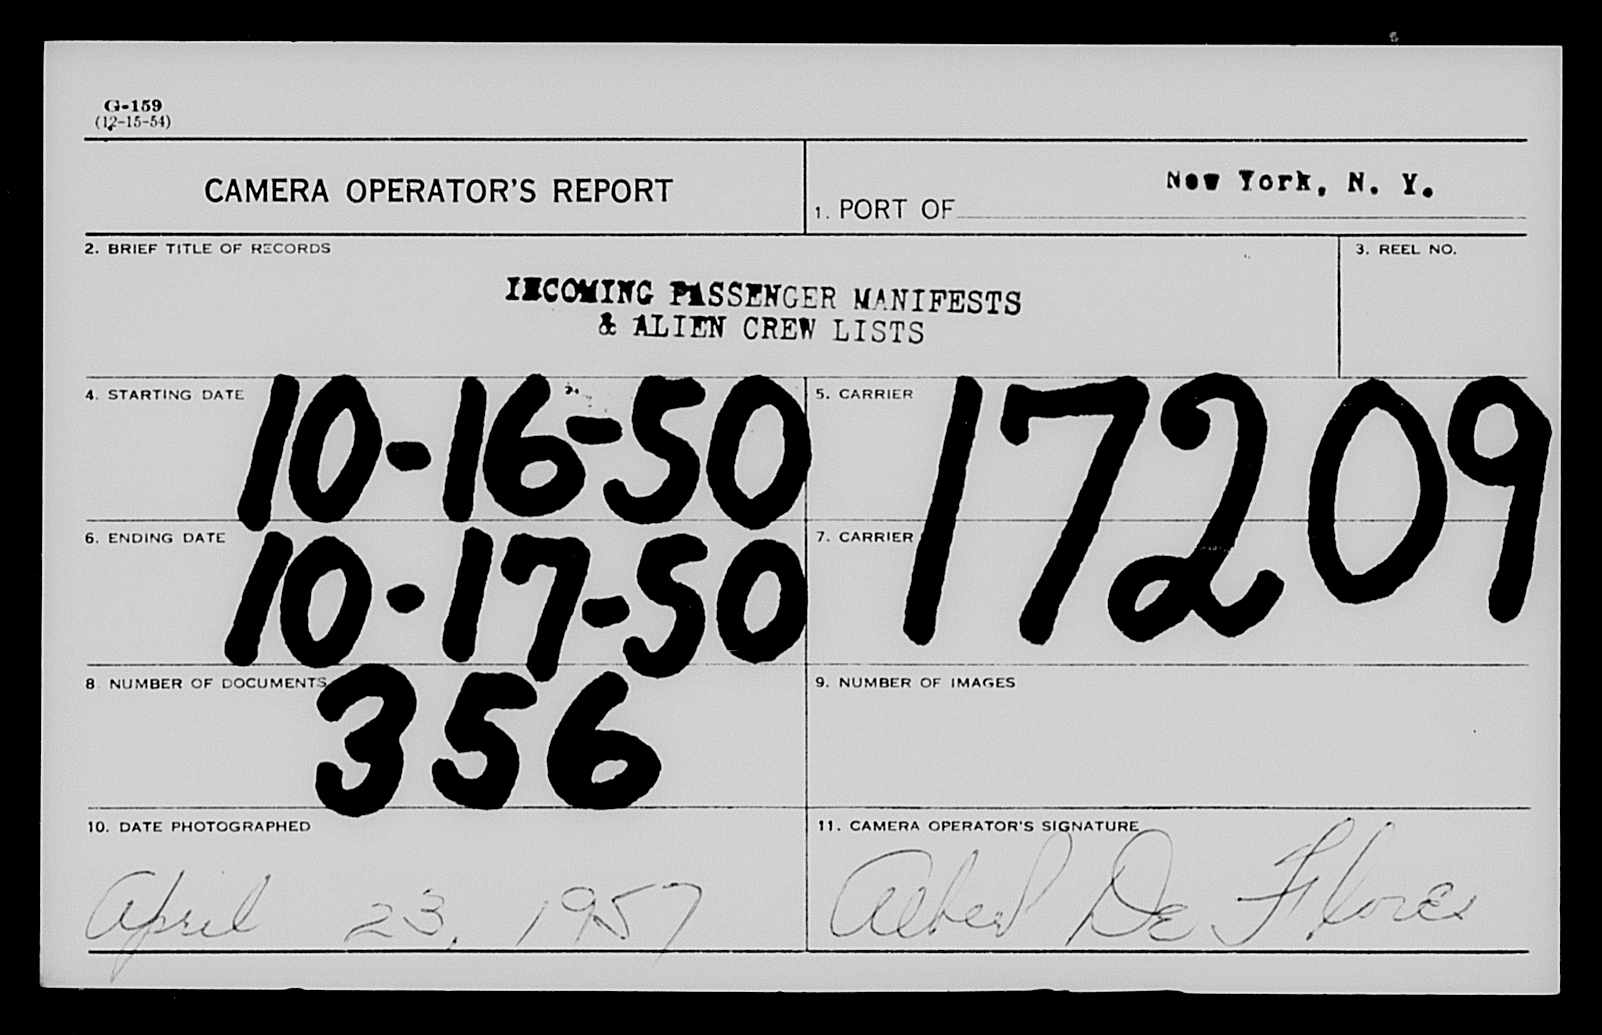 G-159
(12-15-54)
CAMERA OPERATOR'S REPORT
1. PORT OF New York, N. Y.
2. BRIEF TITLE OF RECORDS
INCOMING PASSENGER MANIFESTS
& ALIEN CREW LISTS
3. REEL NO.
4. STARTING DATE 10-16-50
5. CARRIER
17209
6. ENDING DATE 10-17-50
7. CARRIER
8. NUMBER OF DOCUMENTS 356
9. NUMBER OF IMAGES
10. DATE PHOTOGRAPHED
April 23, 1957
11. CAMERA OPERATOR'S SIGNATURE
Albert De Flores